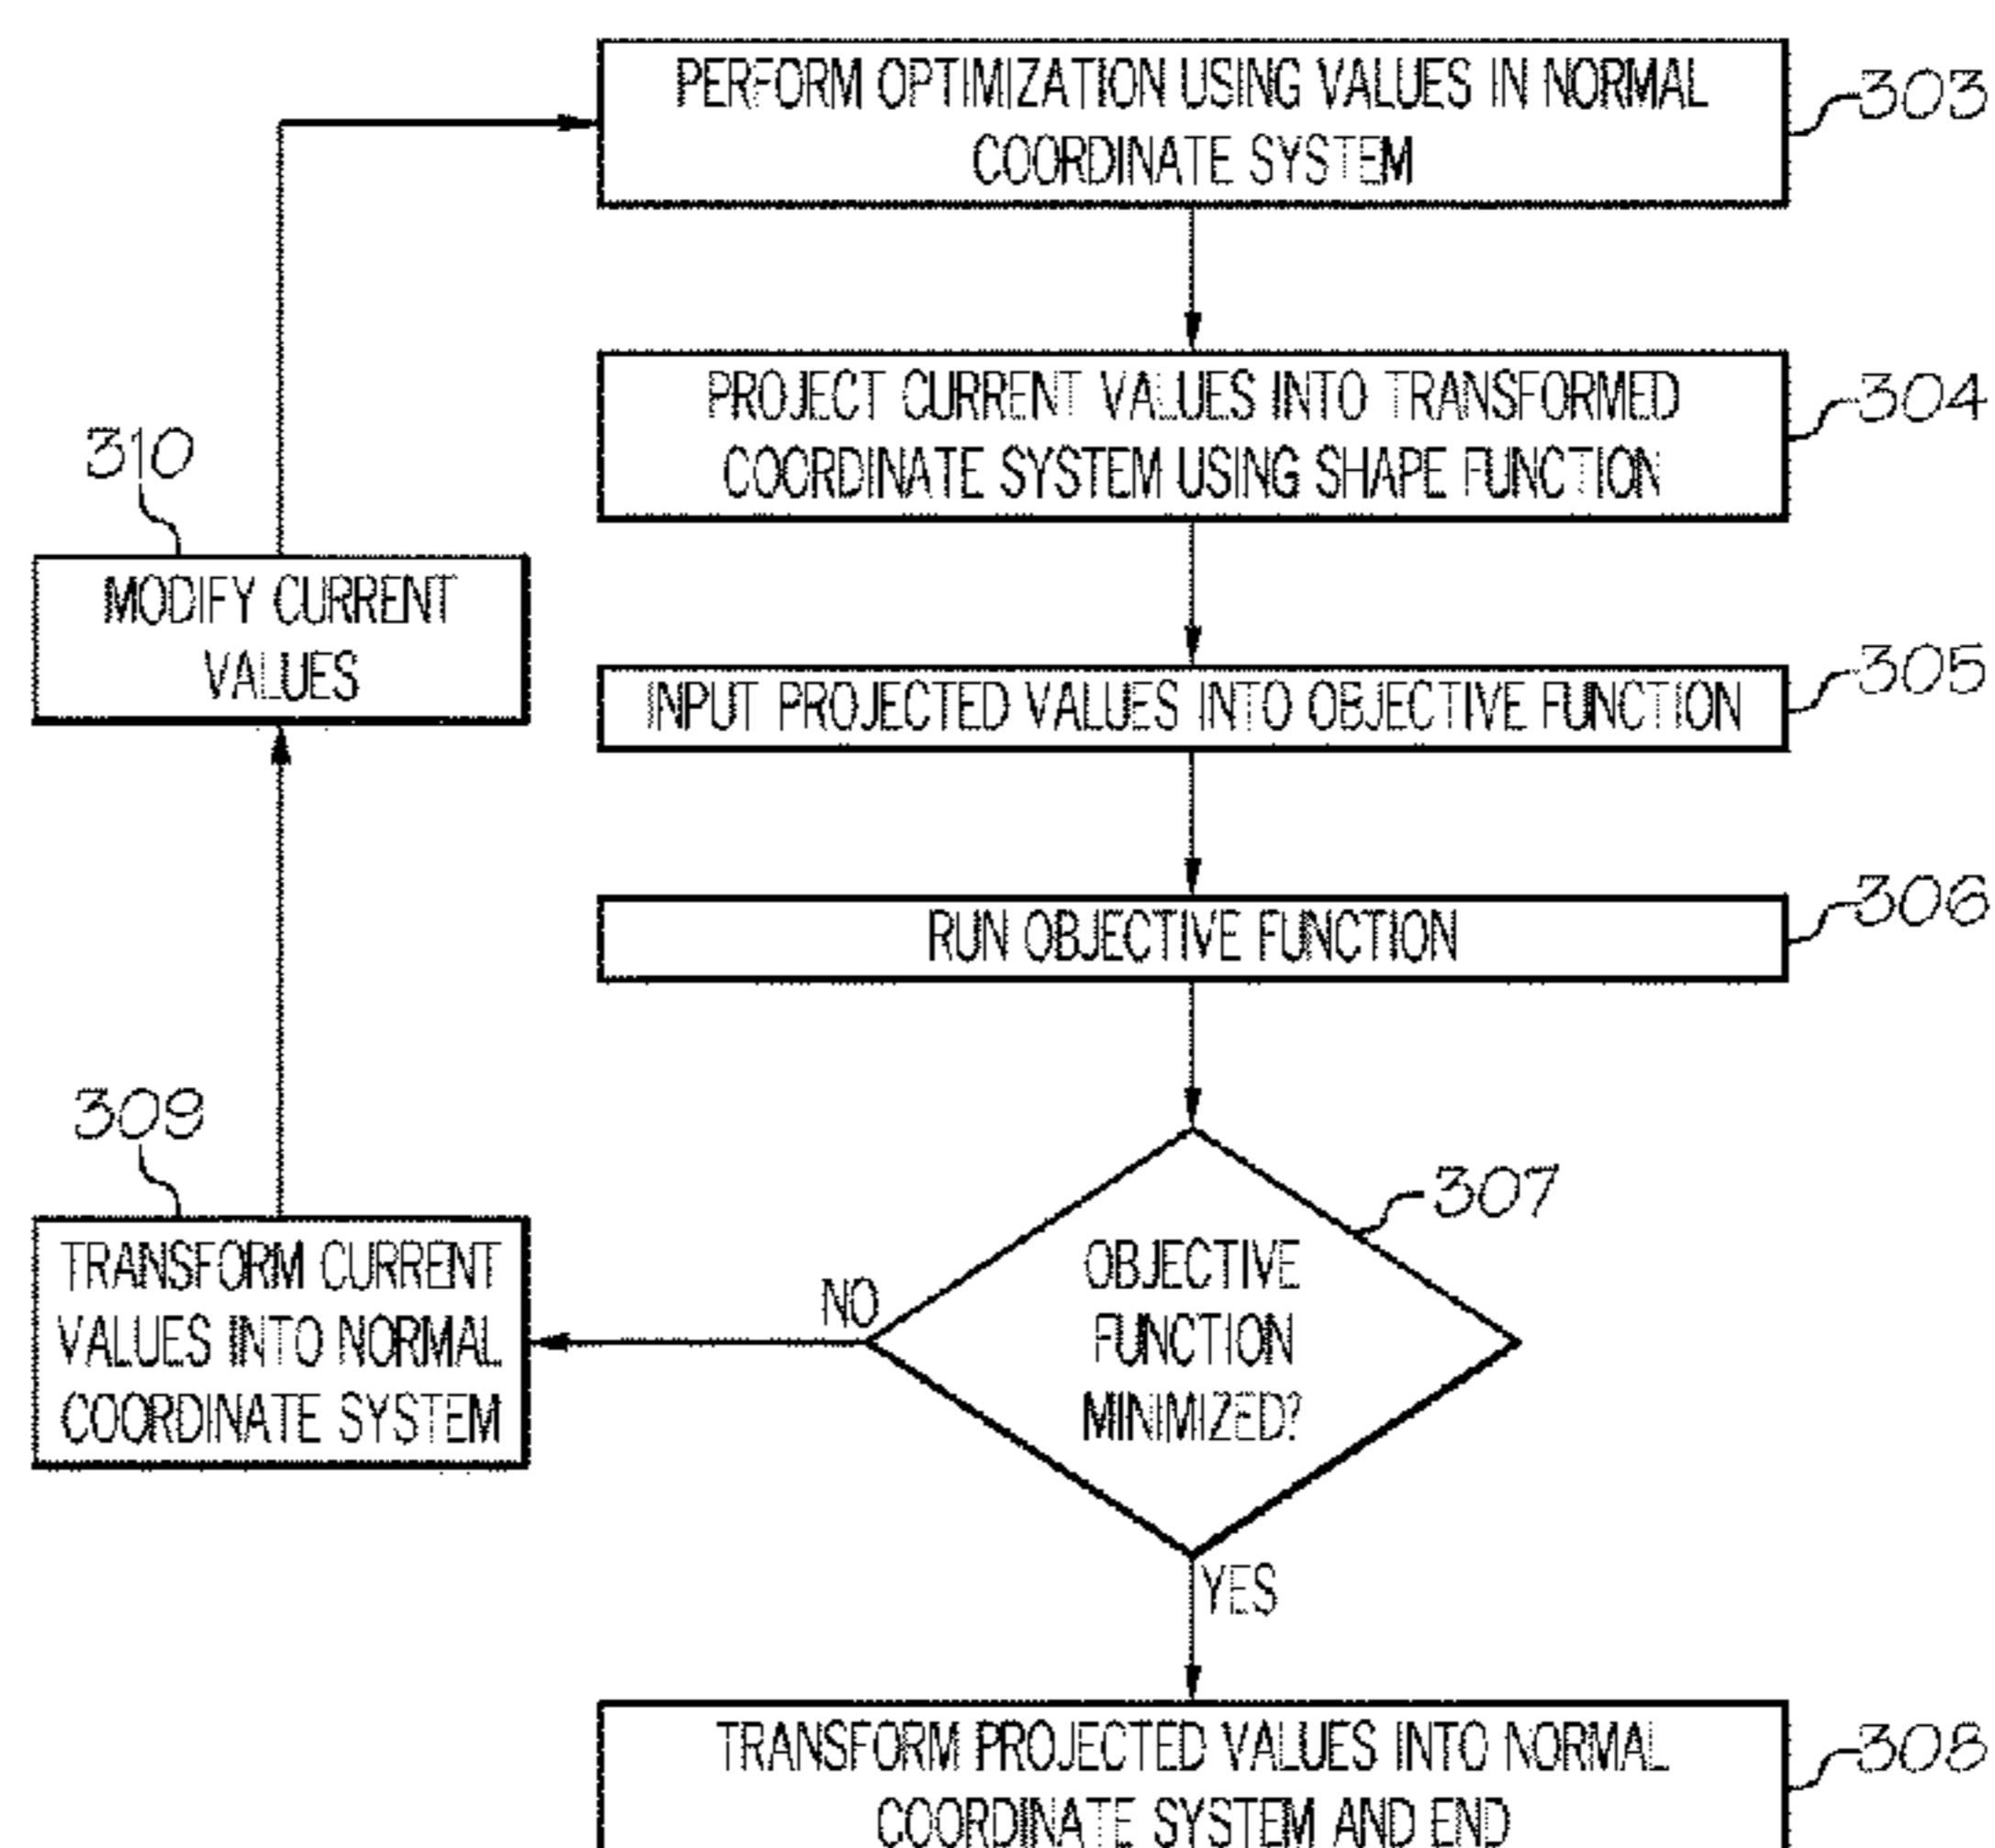 PERFORM OPTIMIZATION USING VALUES IN NORMAL
COORDINATE SYSTEM
303
PROJECT CURRENT VALUES INTO TRANSFORMED
COORDINATE SYSTEM USING SHAPE FUNCTION
304
310
MODIFY CURRENT
VALUES
INPUT PROJECTED VALUES INTO OBJECTIVE FUNCTION
305
RUN OBJECTIVE FUNCTION
306
309
TRANSFORM CURRENT
VALUES INTO NORMAL
COORDINATE SYSTEM
NO
307
OBJECTIVE
FUNCTION
MINIMIZED?
YES
TRANSFORM PROJECTED VALUES INTO NORMAL
COORDINATE SYSTEM AND END
308